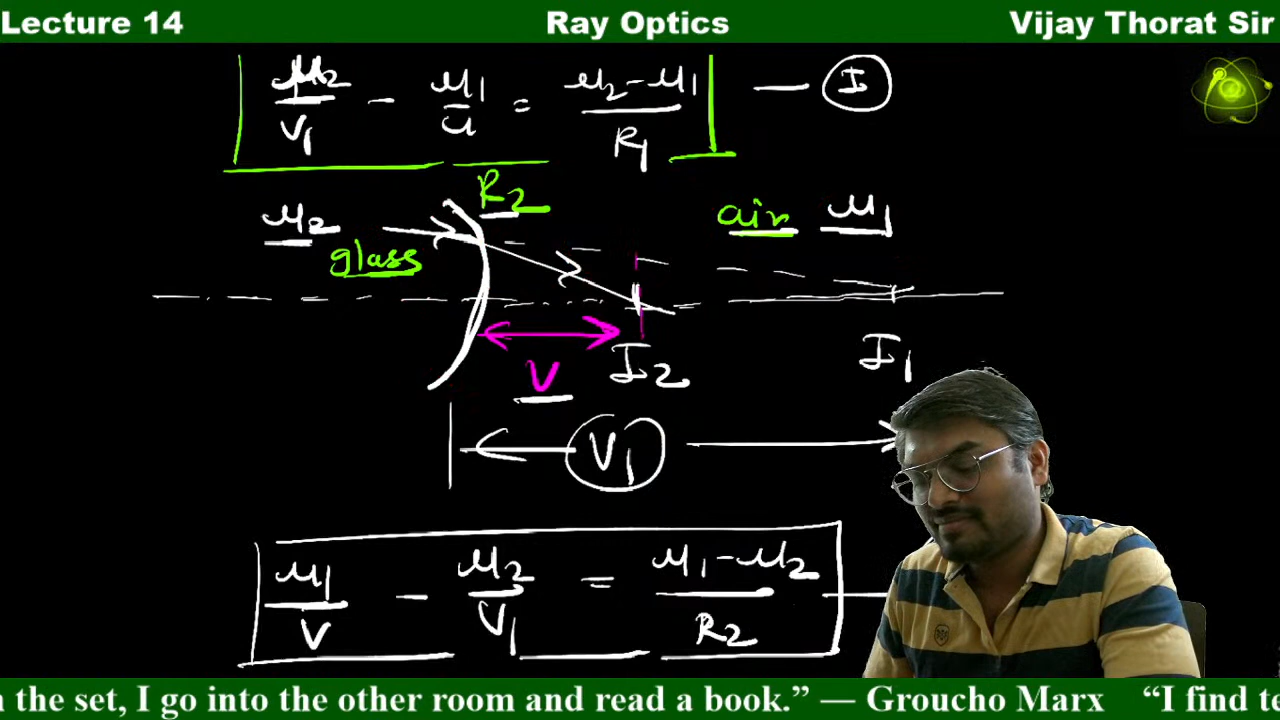 Lecture 14 Ray Optics Vijay Thorat Sir
μ2/V1 - μ1/u = μ2-μ1/R1 — I
R2
μ2 air μ1
glass
V I2 I1
V1
μ1/V - μ2/V1 = μ1-μ2/R2 —
the set, I go into the other room and read a book.” — Groucho Marx “I find